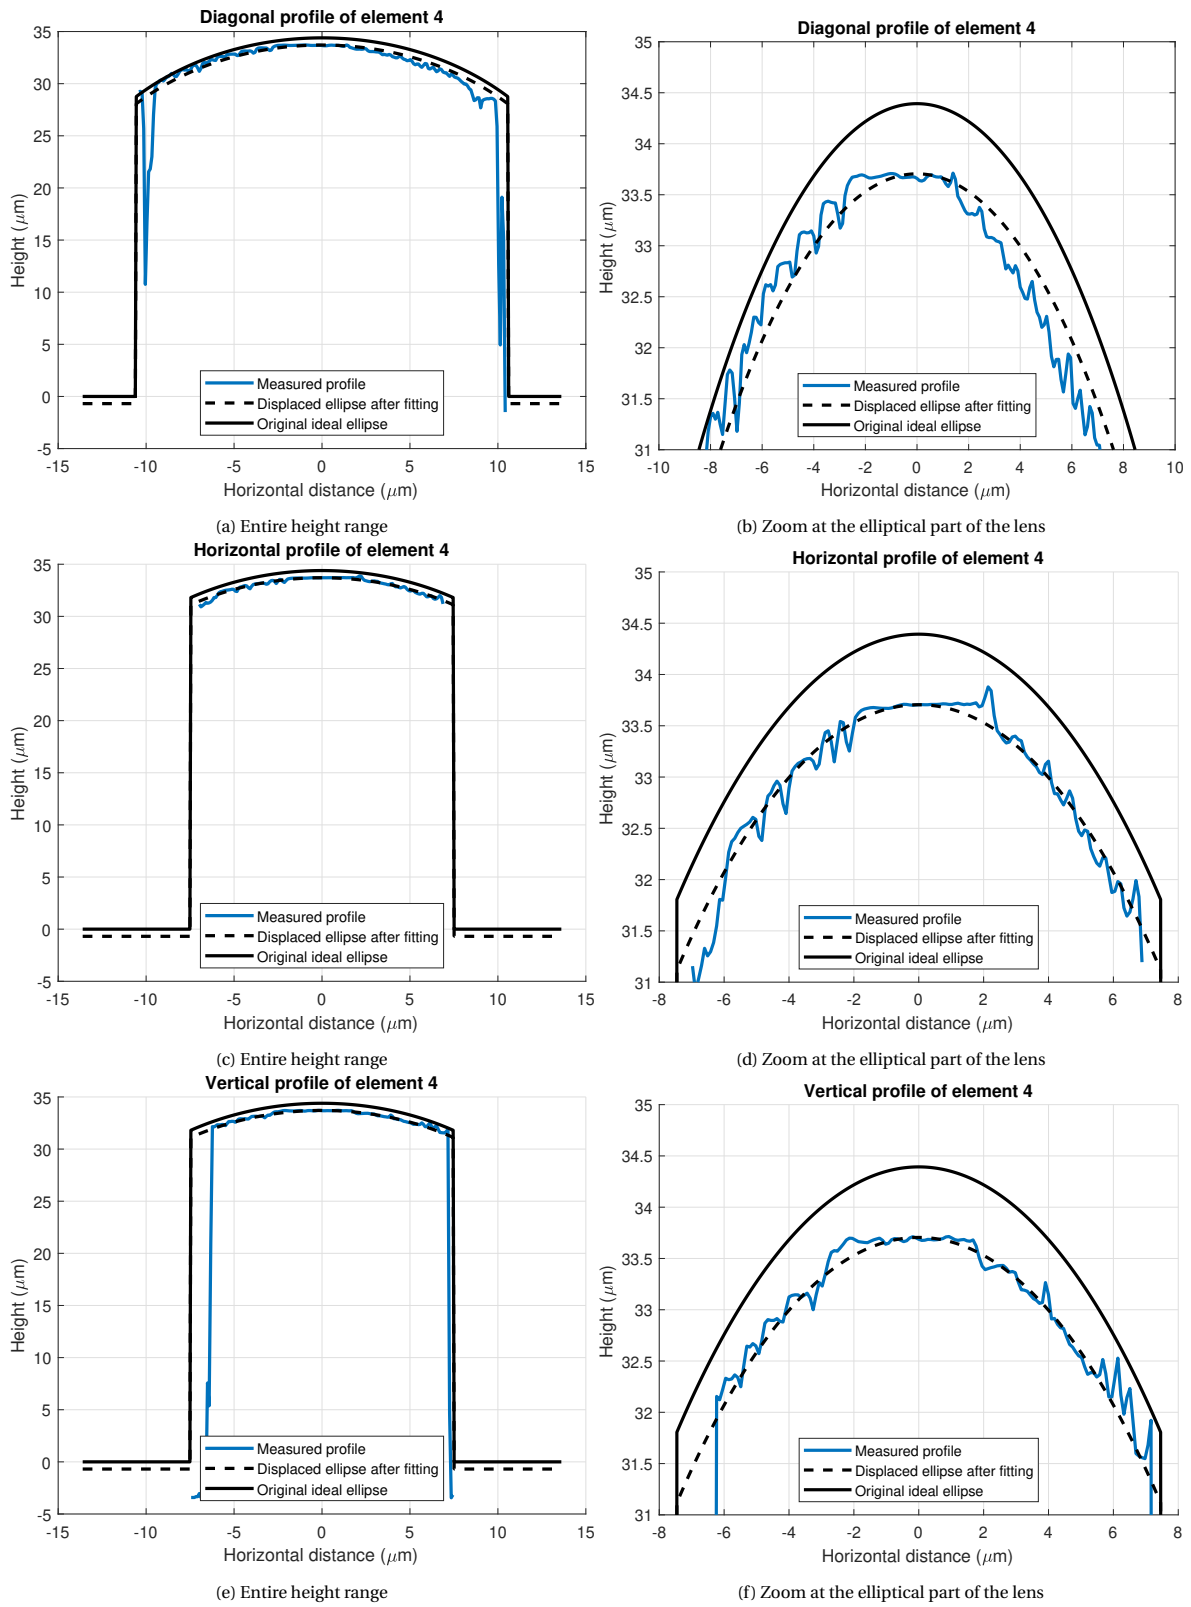 Diagonal profile of element 4
35
30
25
20
15
10
5
0
-5
Height (μm)
Measured profile
Displaced ellipse after fitting
Original ideal ellipse
-15 -10 -5 0 5 10 15
Horizontal distance (μm)
(a) Entire height range
Diagonal profile of element 4
35
34.5
34
33.5
33
32.5
32
31.5
31
Height (μm)
Measured profile
Displaced ellipse after fitting
Original ideal ellipse
-10 -8 -6 -4 -2 0 2 4 6 8 10
Horizontal distance (μm)
(b) Zoom at the elliptical part of the lens
Horizontal profile of element 4
35
30
25
20
15
10
5
0
-5
Height (μm)
Measured profile
Displaced ellipse after fitting
Original ideal ellipse
-15 -10 -5 0 5 10 15
Horizontal distance (μm)
(c) Entire height range
Horizontal profile of element 4
35
34.5
34
33.5
33
32.5
32
31.5
31
Height (μm)
Measured profile
Displaced ellipse after fitting
Original ideal ellipse
-8 -6 -4 -2 0 2 4 6 8
Horizontal distance (μm)
(d) Zoom at the elliptical part of the lens
Vertical profile of element 4
35
30
25
20
15
10
5
0
-5
Height (μm)
Measured profile
Displaced ellipse after fitting
Original ideal ellipse
-15 -10 -5 0 5 10 15
Horizontal distance (μm)
(e) Entire height range
Vertical profile of element 4
35
34.5
34
33.5
33
32.5
32
31.5
31
Height (μm)
Measured profile
Displaced ellipse after fitting
Original ideal ellipse
-8 -6 -4 -2 0 2 4 6 8
Horizontal distance (μm)
(f) Zoom at the elliptical part of the lens